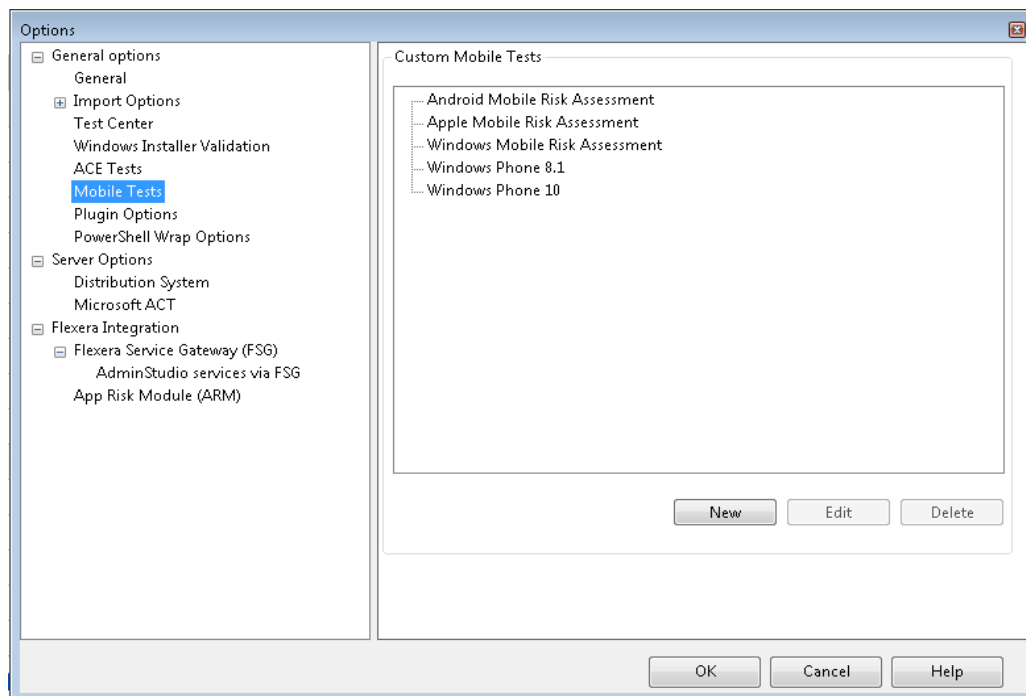 Options
General options
General
Import Options
Test Center
Windows Installer Validation
ACE Tests
Mobile Tests
Plugin Options
PowerShell Wrap Options
Server Options
Distribution System
Microsoft ACT
Flexera Integration
Flexera Service Gateway (FSG)
AdminStudio services via FSG
App Risk Module (ARM)
Custom Mobile Tests
Android Mobile Risk Assessment
Apple Mobile Risk Assessment
Windows Mobile Risk Assessment
Windows Phone 8.1
Windows Phone 10
New Edit Delete
OK Cancel Help